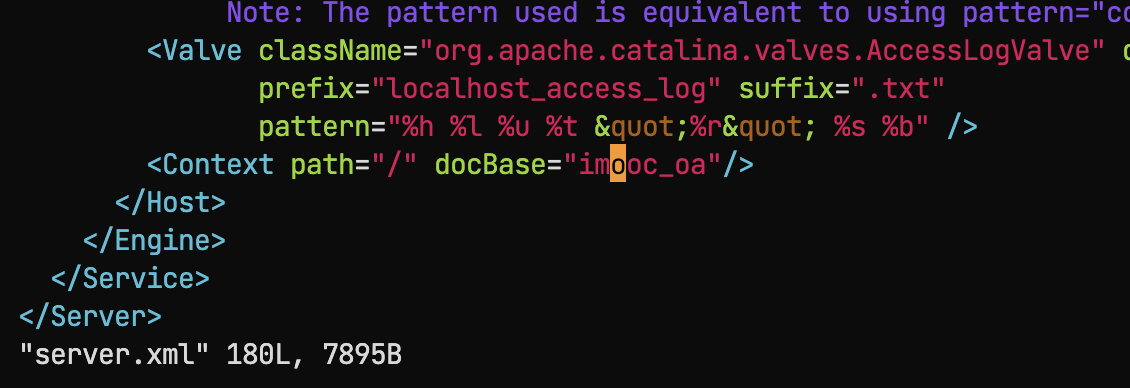 Note: The pattern used is equivalent to using pattern="co
<Valve className="org.apache.catalina.valves.AccessLogValve" d
prefix="localhost_access_log" suffix=".txt"
pattern="%h %l %u %t &quot;%r&quot; %s %b" />
<Context path="/" docBase="imooc_oa"/>
</Host>
</Engine>
</Service>
</Server>
"server.xml" 180L, 7895B